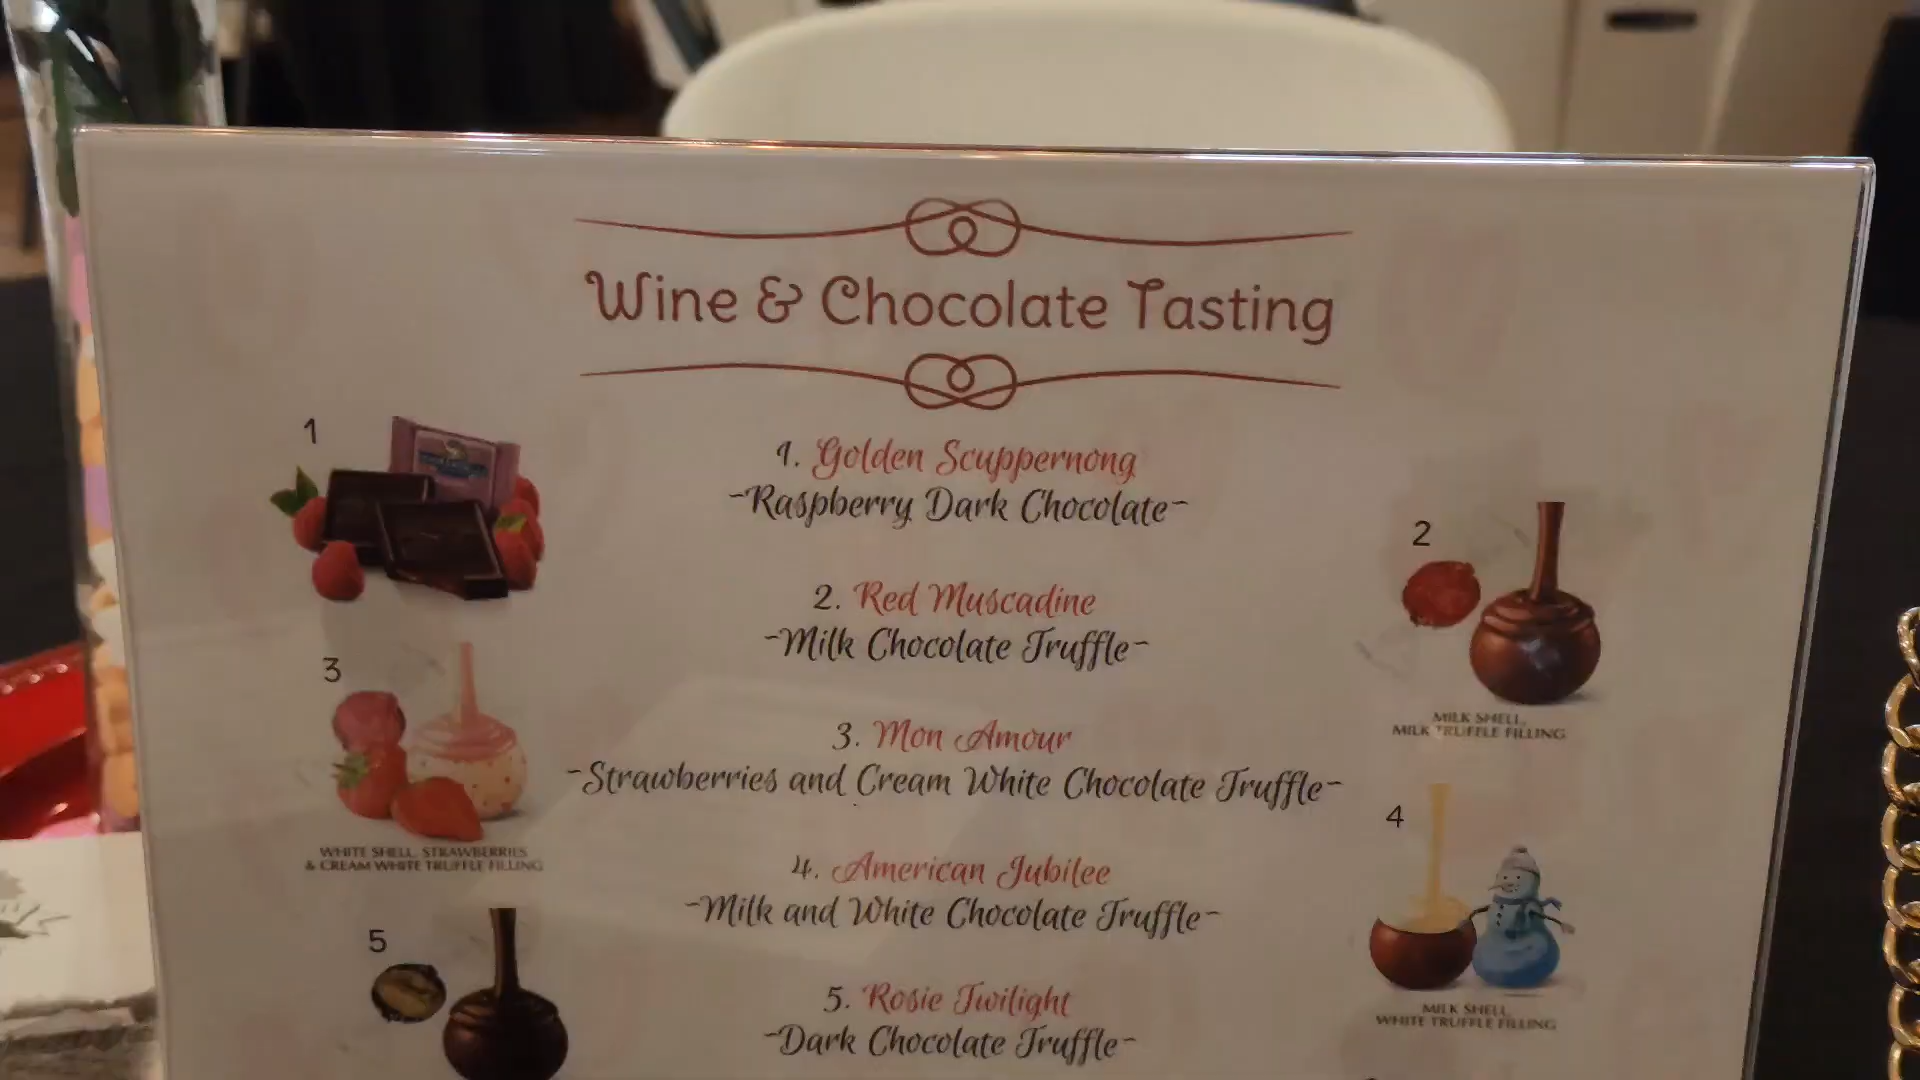 Wine & Chocolate Tasting
1
1. Golden Scuppernong
~Raspberry Dark Chocolate~
2
2. Red Muscadine
~Milk Chocolate Truffle~
MILK SHELL,
MILK TRUFFLE FILLING
3
3. Mon Amour
~Strawberries and Cream White Chocolate Truffle~
WHITE SHELL, STRAWBERRIES
& CREAM WHITE TRUFFLE FILLING
4
4. American Jubilee
~Milk and White Chocolate Truffle~
MILK SHELL,
WHITE TRUFFLE FILLING
5
5. Rosie Twilight
~Dark Chocolate Truffle~